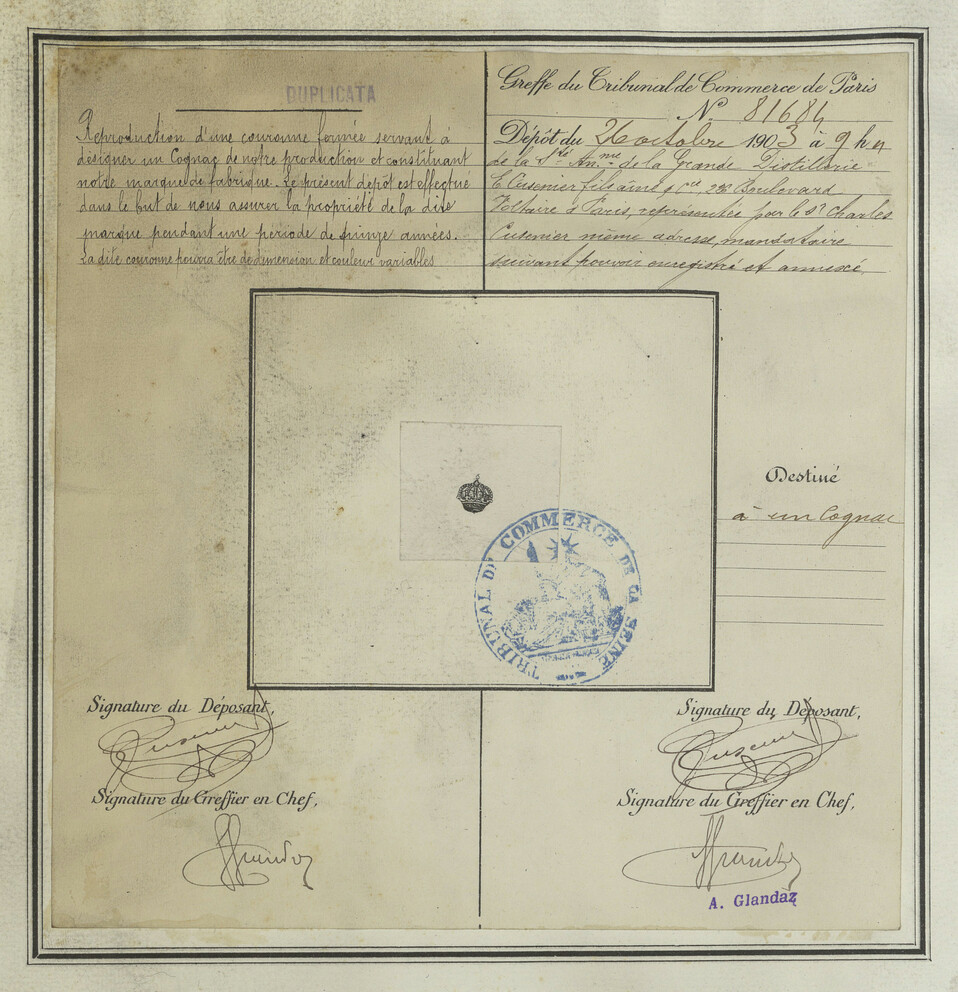 DUPLICATA
Reproduction d'une couronne fermée servant à
désigner un Cognac de notre production et constituant
notre marque de fabrique. Le présent dépôt est effectué
dans le but de nous assurer la propriété de la dite
marque pendant une période de quinze années.
La dite couronne pourra être de dimension et couleur variables
Greffe du Tribunal de Commerce de Paris
N° 81684
Dépôt du 26 octobre 1903 à 9 h
de la Sté An.me de la Grande Distillerie
E. Cusenier fils aîné & Cie, 226 Boulevard
Voltaire à Paris, représentée par le Sr Charles
Cusenier même adresse, mandataire
suivant pouvoir enregistré et annexé
TRIBUNAL DE COMMERCE DE LA SEINE
Destiné
à un Cognac
Signature du Déposant,
Cusenier
Signature du Greffier en Chef,
Signature du Déposant,
Cusenier
Signature du Greffier en Chef,
A. Glandaz